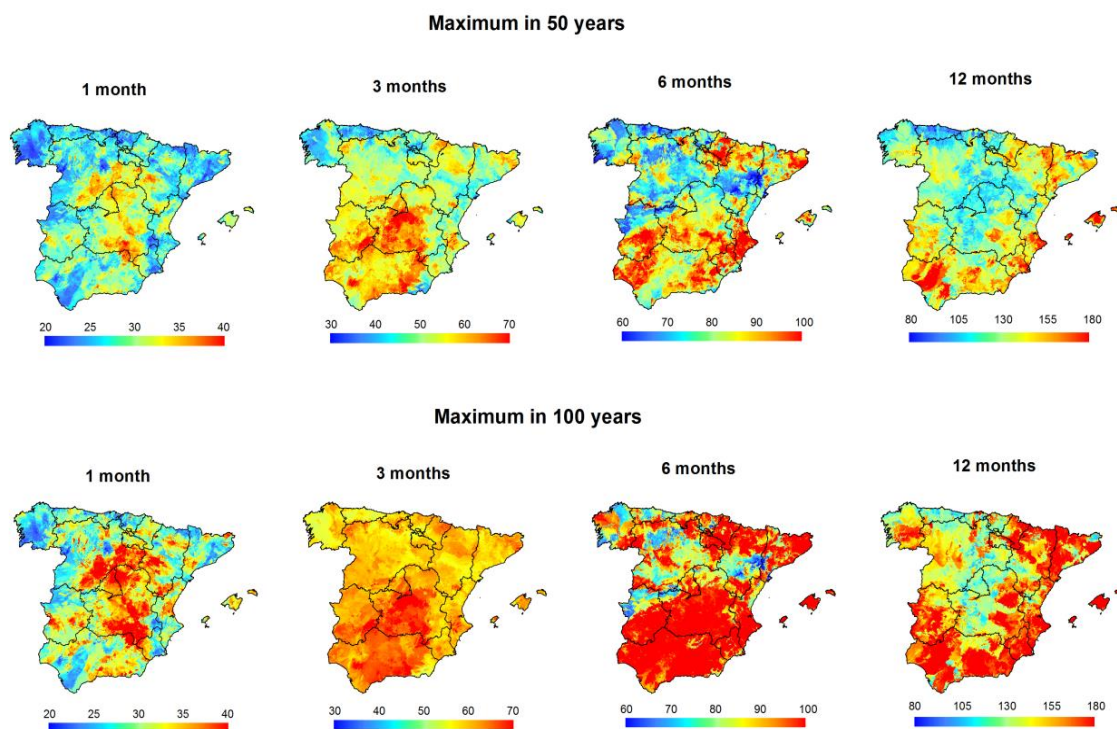 Maximum in 50 years
1 month
3 months
6 months
12 months
20 25 30 35 40
30 40 50 60 70
60 70 80 90 100
80 105 130 155 180
Maximum in 100 years
1 month
3 months
6 months
12 months
20 25 30 35 40
30 40 50 60 70
60 70 80 90 100
80 105 130 155 180